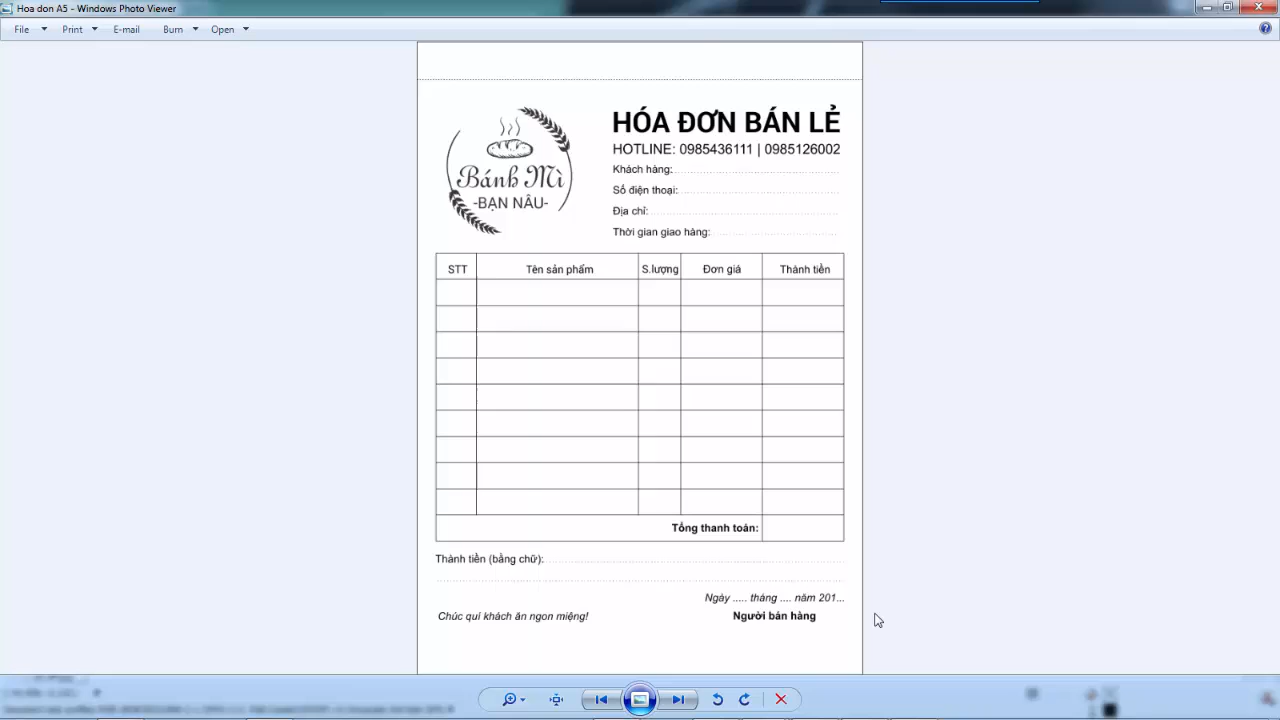 Hoa don A5 - Windows Photo Viewer
File Print E-mail Burn Open
Bánh Mì
-BẠN NÂU-
HÓA ĐƠN BÁN LẺ
HOTLINE: 0985436111 | 0985126002
Khách hàng:
Số điện thoại:
Địa chỉ:
Thời gian giao hàng:
STT Tên sản phẩm S.lượng Đơn giá Thành tiền
Tổng thanh toán:
Thành tiền (bằng chữ):
Ngày ..... tháng .... năm 201...
Chúc quí khách ăn ngon miệng! Người bán hàng